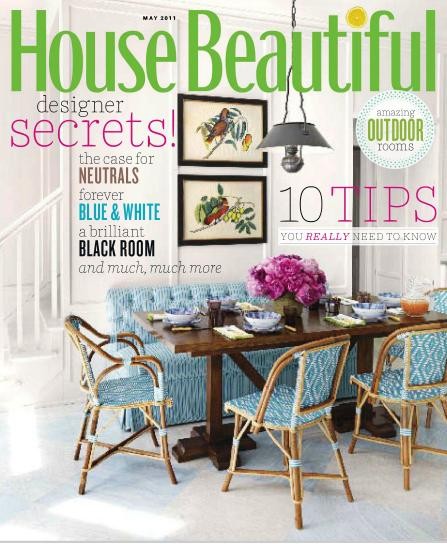 MAY 2011
House Beautiful
designer
secrets!
the case for
NEUTRALS
forever
BLUE & WHITE
a brilliant
BLACK ROOM
and much, much more
amazing
OUTDOOR
rooms
10 TIPS
YOU REALLY NEED TO KNOW